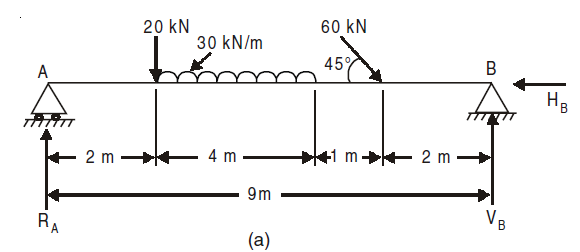 20 kN
60 kN
30 kN/m
45°
A
B
H_B
2 m
4 m
1 m
2 m
9m
R_A
V_B
(a)